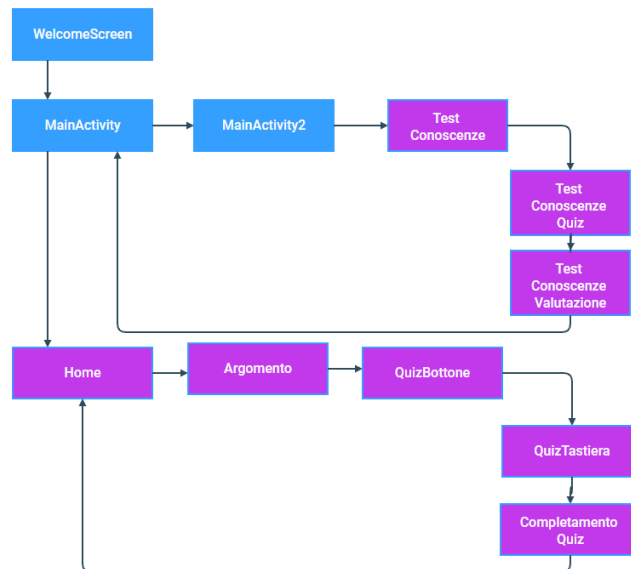 WelcomeScreen
MainActivity
MainActivity2
Test
Conoscenze
Test
Conoscenze
Quiz
Test
Conoscenze
Valutazione
Home
Argomento
QuizBottone
QuizTastiera
Completamento
Quiz